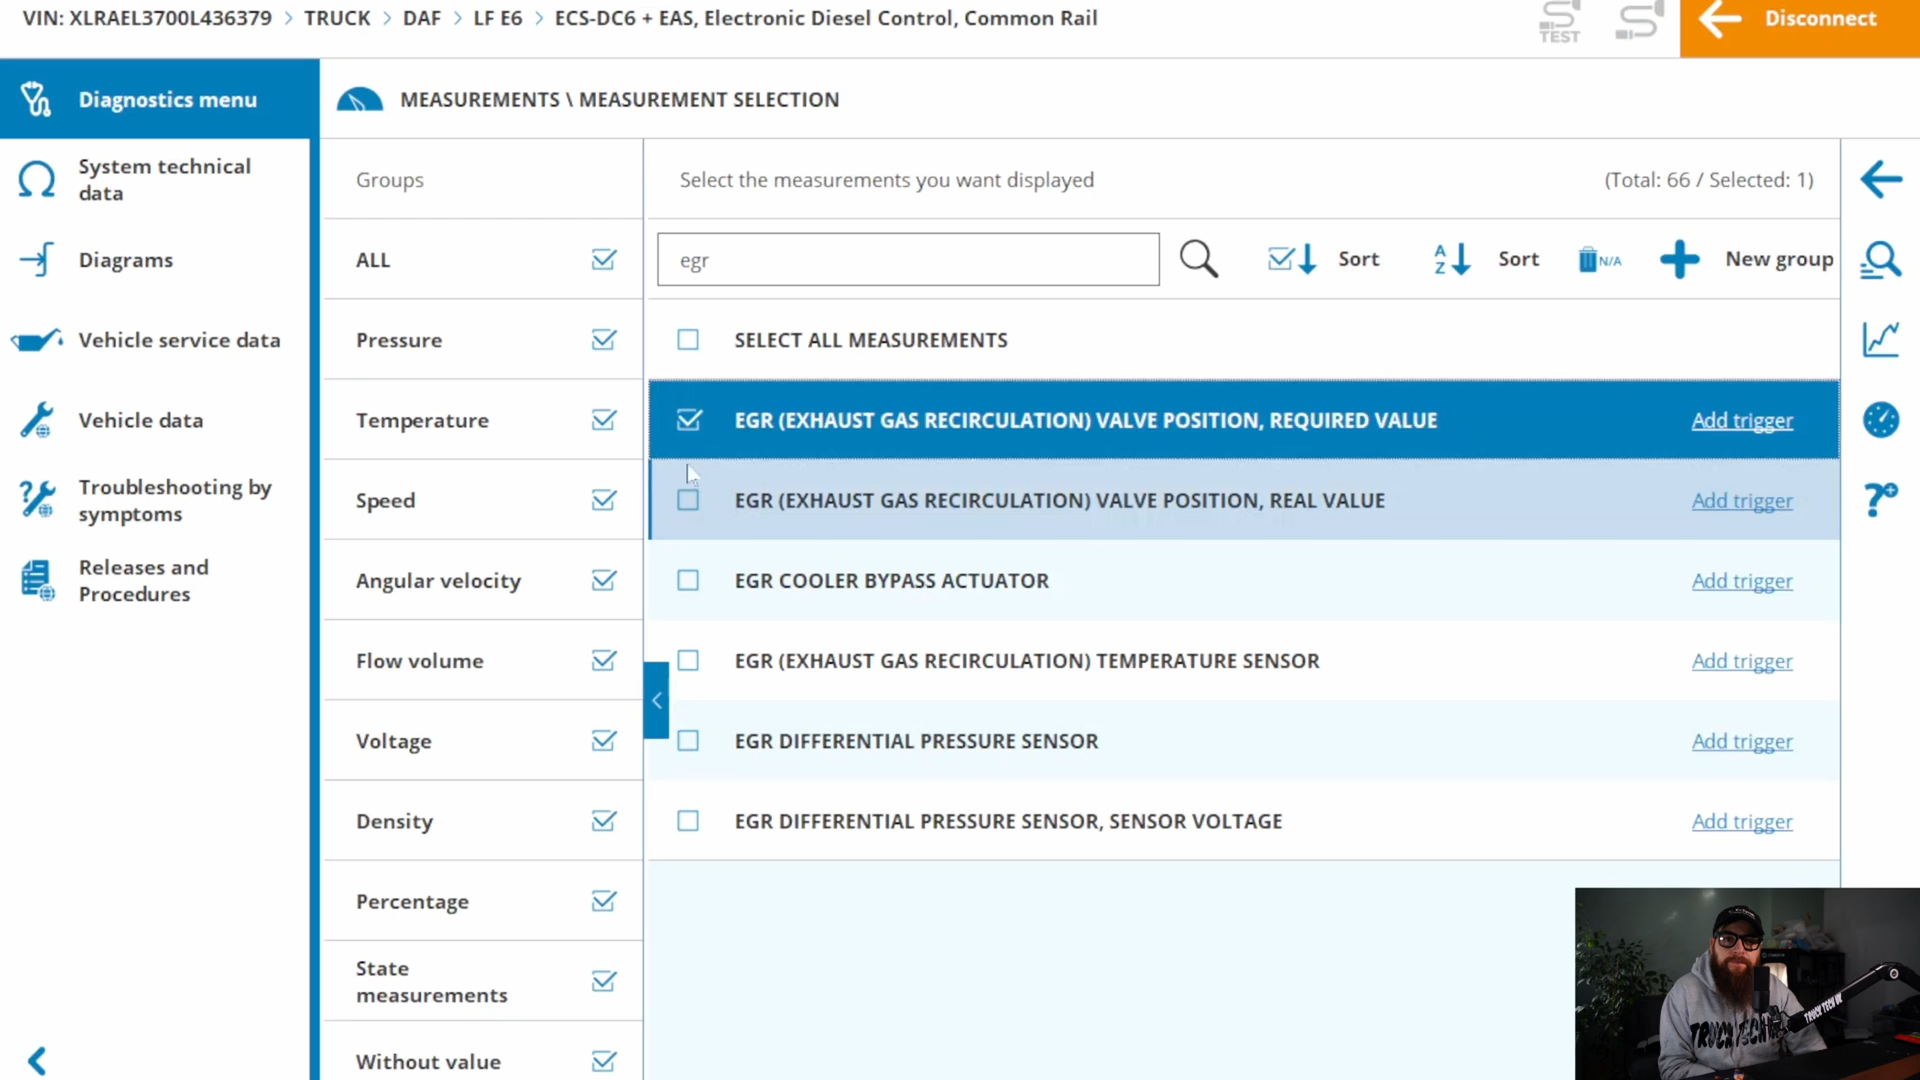 VIN: XLRAEL3700L436379 > TRUCK > DAF > LF E6 > ECS-DC6 + EAS, Electronic Diesel Control, Common Rail
TEST
Disconnect
Diagnostics menu
MEASUREMENTS \ MEASUREMENT SELECTION
System technical
data
Diagrams
Vehicle service data
Vehicle data
Troubleshooting by
symptoms
Releases and
Procedures
Groups
ALL
Pressure
Temperature
Speed
Angular velocity
Flow volume
Voltage
Density
Percentage
State
measurements
Without value
Select the measurements you want displayed
(Total: 66 / Selected: 1)
egr
Sort
A
Z
Sort
N/A
New group
SELECT ALL MEASUREMENTS
EGR (EXHAUST GAS RECIRCULATION) VALVE POSITION, REQUIRED VALUE
Add trigger
EGR (EXHAUST GAS RECIRCULATION) VALVE POSITION, REAL VALUE
Add trigger
EGR COOLER BYPASS ACTUATOR
Add trigger
EGR (EXHAUST GAS RECIRCULATION) TEMPERATURE SENSOR
Add trigger
EGR DIFFERENTIAL PRESSURE SENSOR
Add trigger
EGR DIFFERENTIAL PRESSURE SENSOR, SENSOR VOLTAGE
Add trigger
TRUCK TECH UK